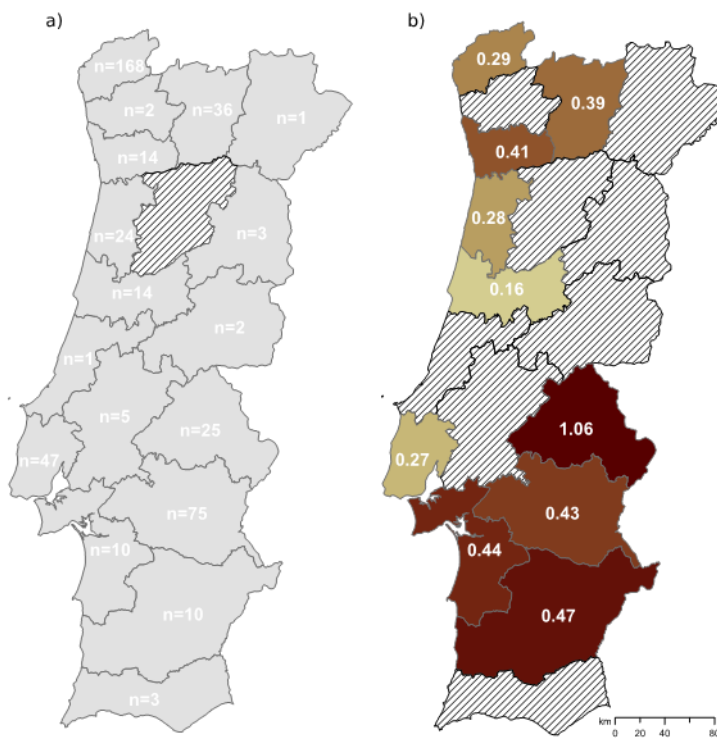 a)
n=168
n=2
n=36
n=1
n=14
n=24
n=3
n=14
n=2
n=1
n=5
n=25
n=47
n=75
n=10
n=10
n=3
b)
0.29
0.39
0.41
0.28
0.16
1.06
0.27
0.43
0.44
0.47
km
0 20 40 80